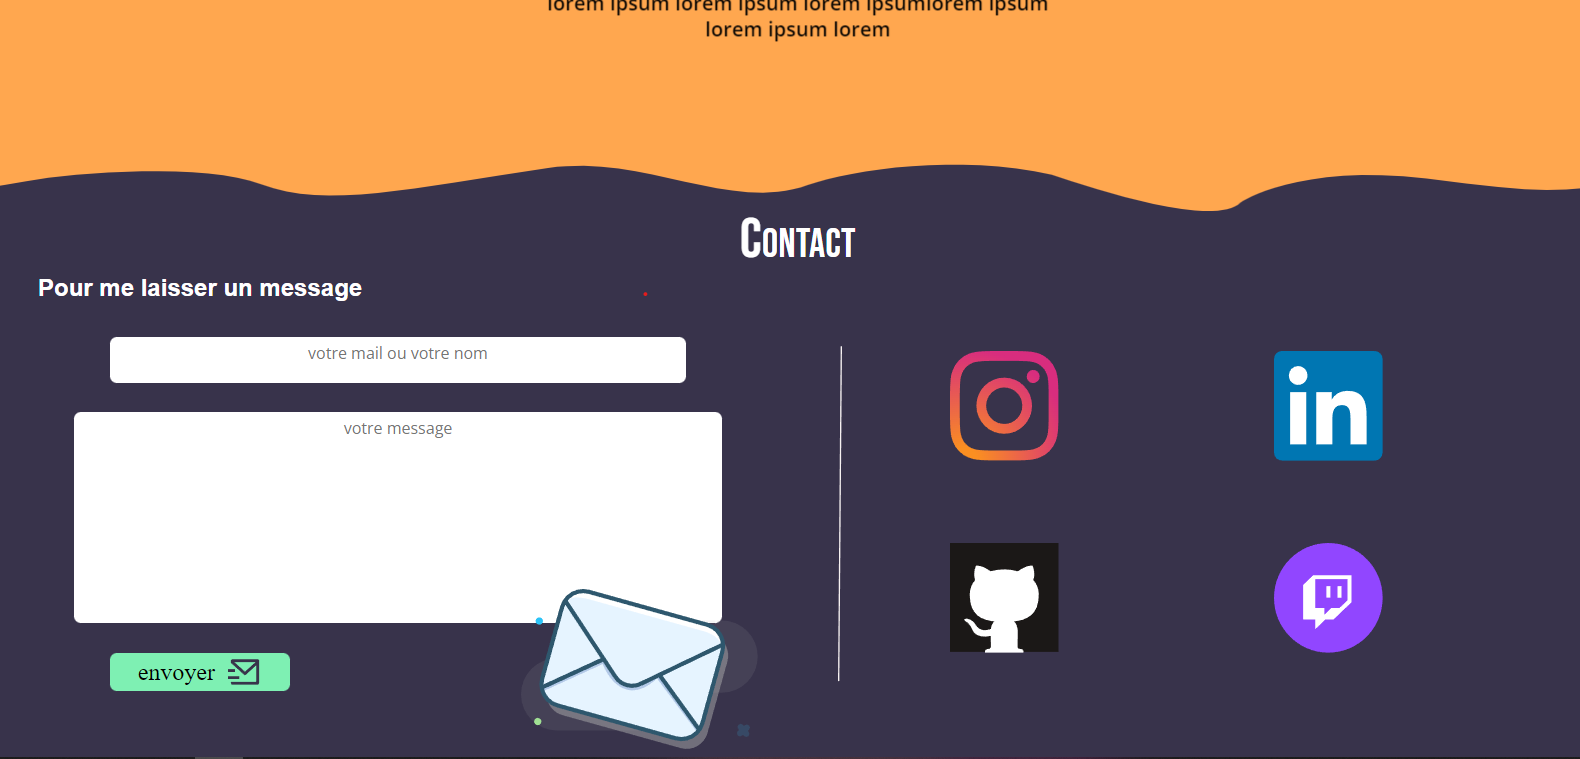 lorem ipsum lorem ipsum lorem ipsumlorem ipsum
lorem ipsum lorem
Contact
Pour me laisser un message
votre mail ou votre nom
votre message
envoyer
in